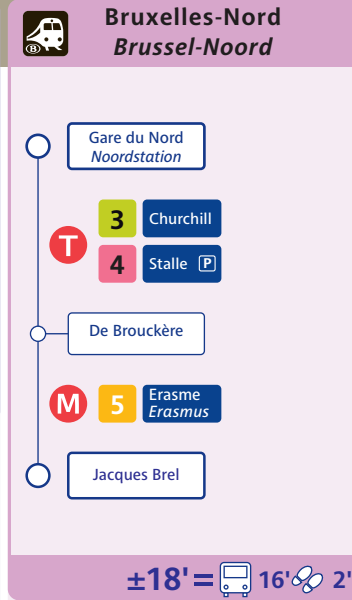 Bruxelles-Nord
Brussel-Noord
B
Gare du Nord
Noordstation
T
3 Churchill
4 Stalle P
De Brouckère
M 5 Erasme
Erasmus
Jacques Brel
±18'= 16' 2'